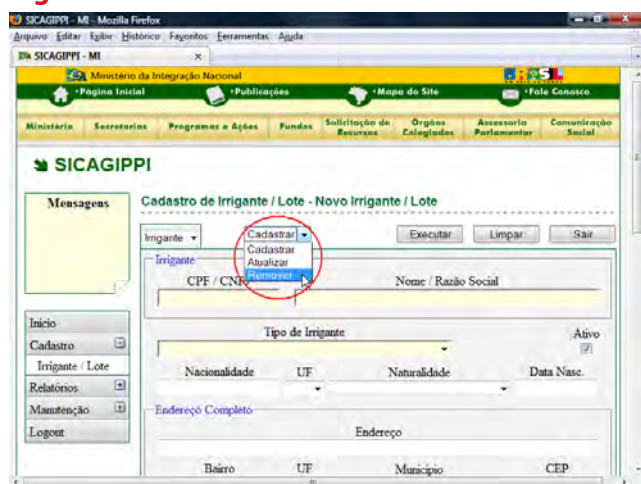 SICAGIPPI - MI - Mozilla Firefox
Arquivo Editar Exibir Histórico Favoritos Ferramentas Ajuda
SICAGIPPI - MI
Ministério da Integração Nacional
Página Inicial Publicações Mapa do Site Fale Conosco
Ministério Secretarias Programas e Ações Fundos Solicitação de Recursos Órgãos Colegiados Assessoria Parlamentar Comunicação Social
SICAGIPPI
Mensagens
Cadastro de Irrigante / Lote - Novo Irrigante / Lote
Irrigante Cadastrar Executar Limpar Sair
Cadastrar
Atualizar
Remover
Irrigante
CPF / CNP Nome / Razão Social
Tipo de Irrigante Ativo
Nacionalidade UF Naturalidade Data Nasc.
Endereço Completo
Endereço
Bairro UF Município CEP
Início
Cadastro
Irrigante / Lote
Relatórios
Manutenção
Logout